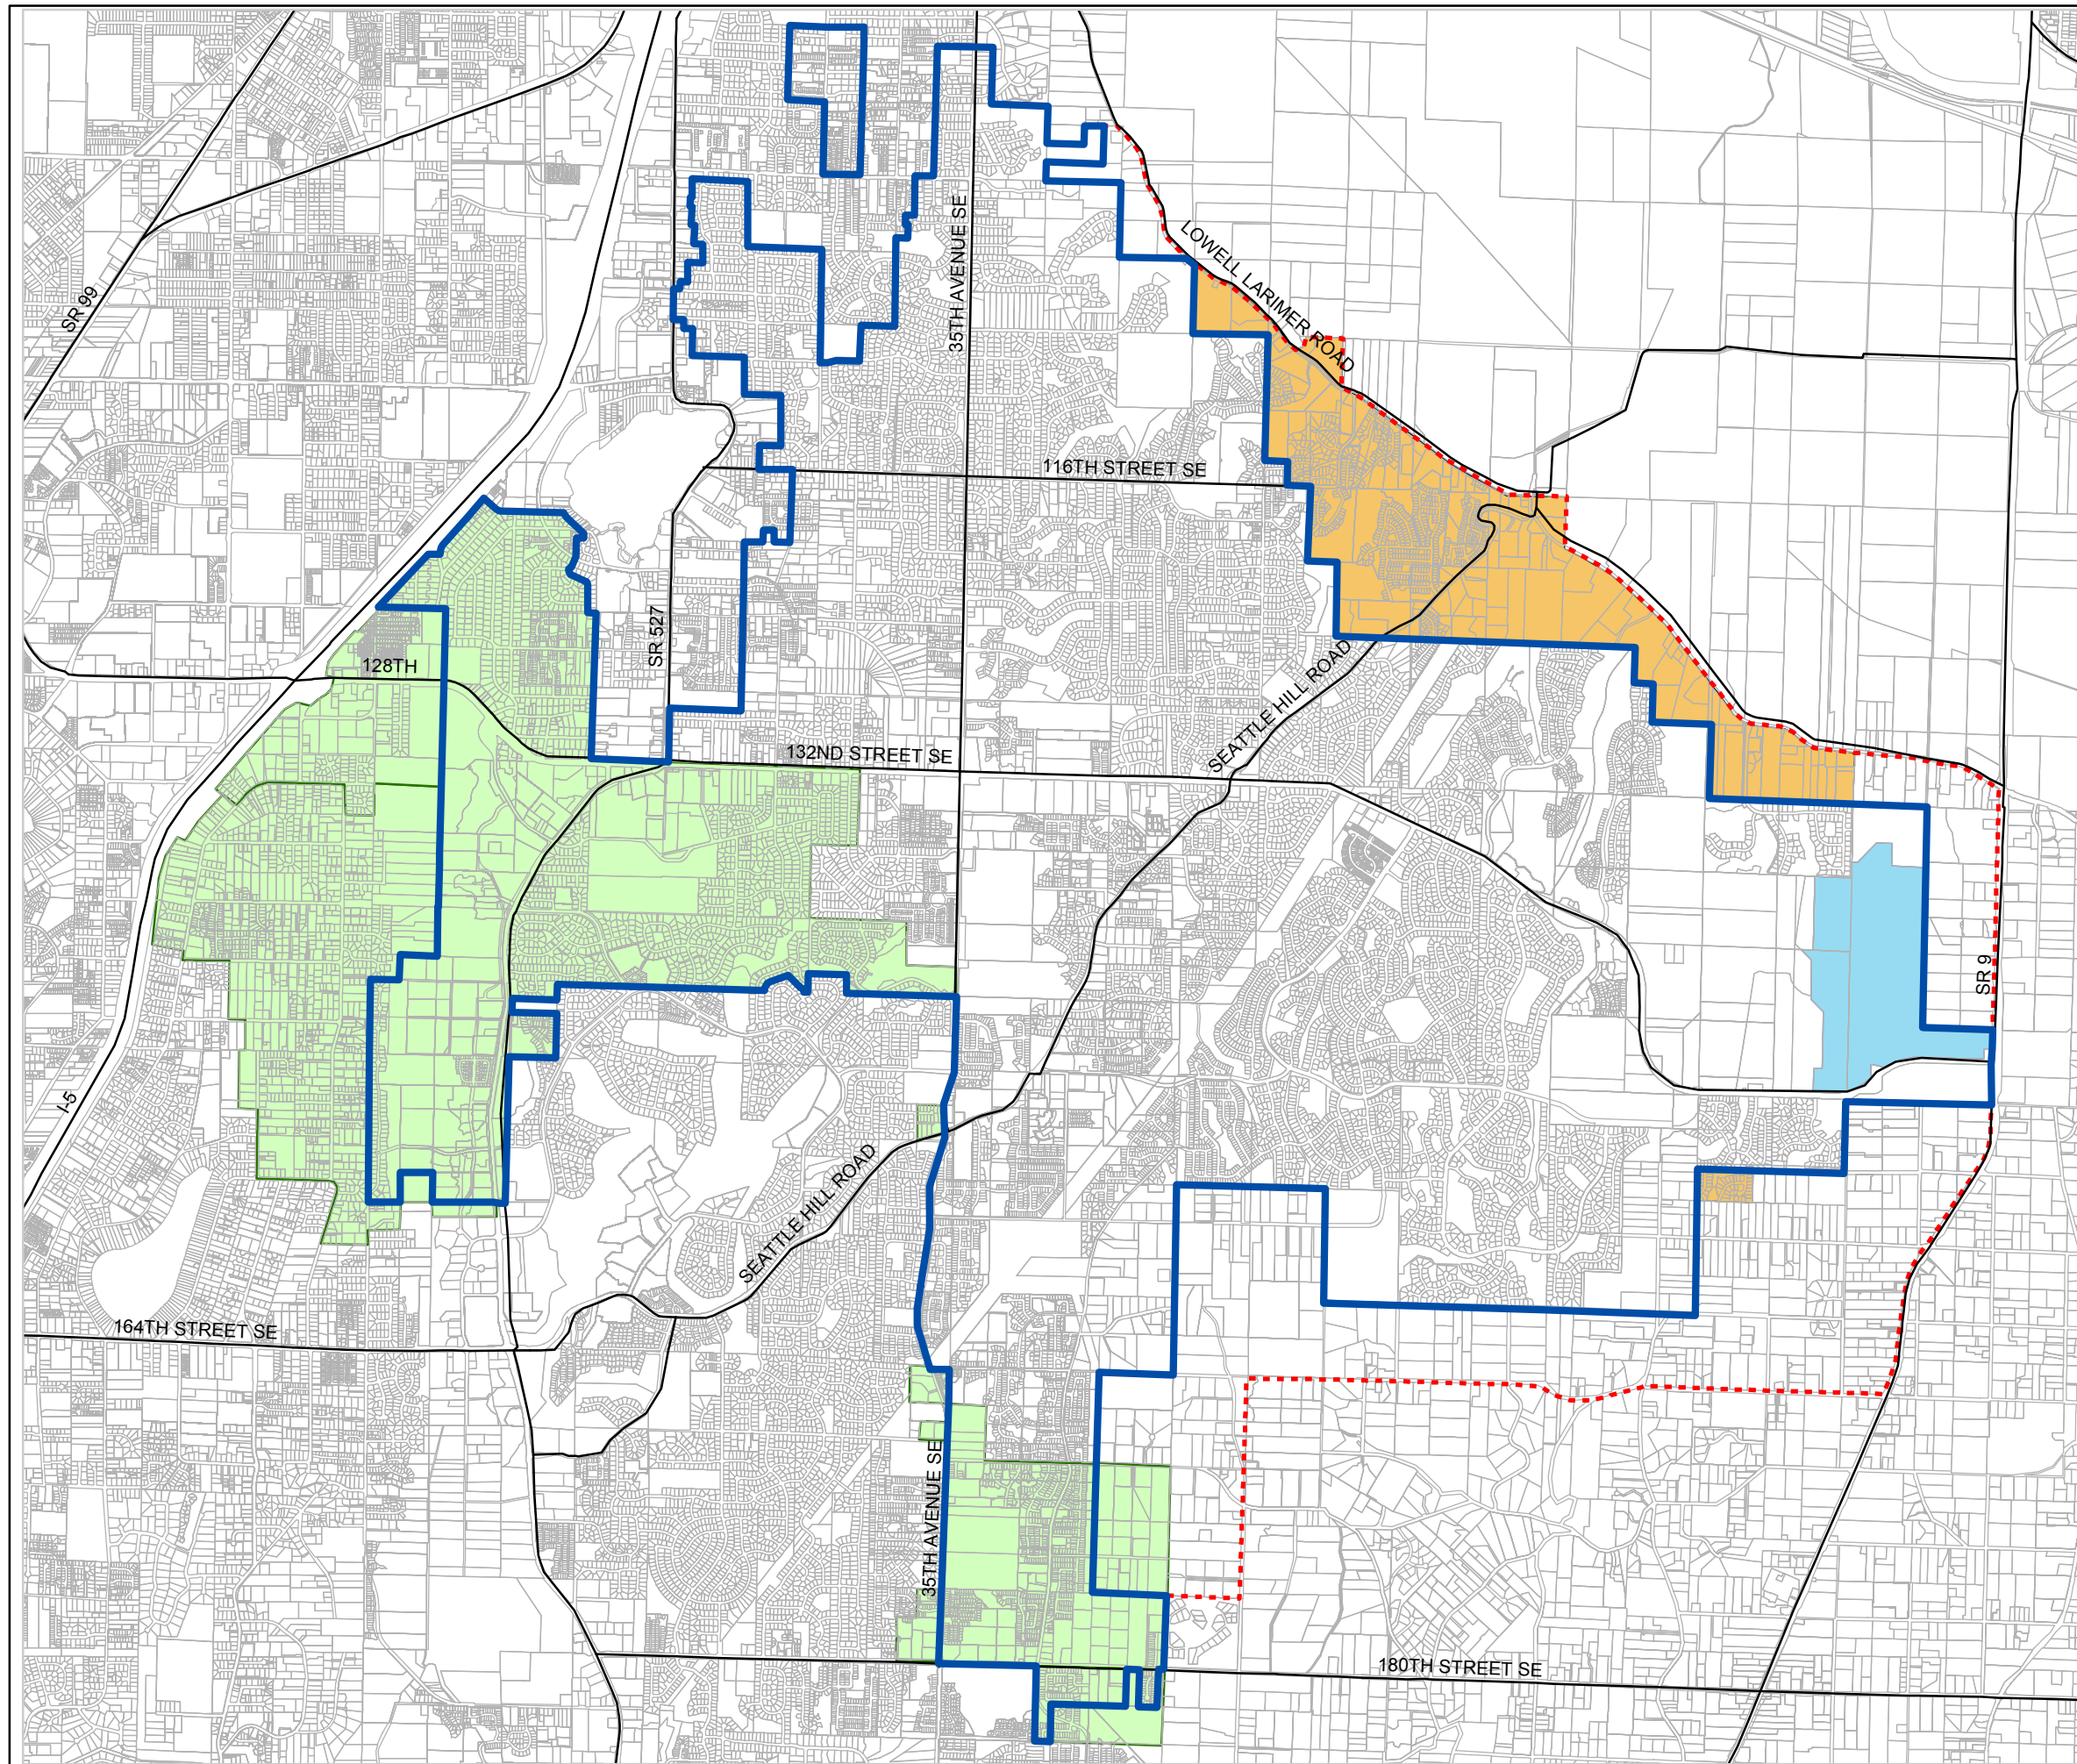 SR 99
35TH AVENUE SE
LOWELL LARIMER ROAD
116TH STREET SE
SR 527
128TH
132ND STREET SE
SEATTLE HILL ROAD
SR 9
I-5
SEATTLE HILL ROAD
164TH STREET SE
35TH AVENUE SE
180TH STREET SE